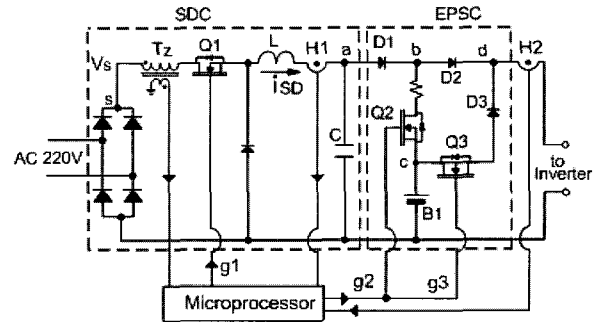 SDC
EPSC
Vs
Tz
Q1
L
H1
a
D1
b
d
H2
iSD
D2
s
Q2
D3
Q3
AC 220V
C
c
to
Inverter
B1
g1
g2
g3
Microprocessor